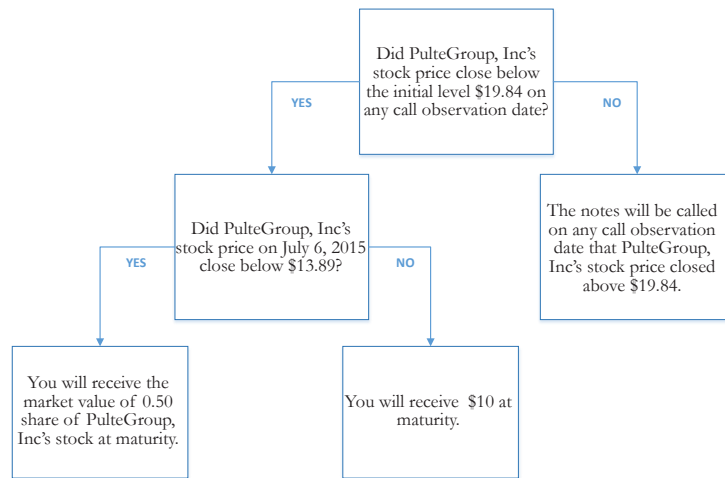 Did PulteGroup, Inc's
stock price close below
the initial level $19.84 on
any call observation date?
YES
NO
Did PulteGroup, Inc's
stock price on July 6, 2015
close below $13.89?
The notes will be called
on any call observation
date that PulteGroup,
Inc's stock price closed
above $19.84.
YES
NO
You will receive the
market value of 0.50
share of PulteGroup,
Inc's stock at maturity.
You will receive $10 at
maturity.